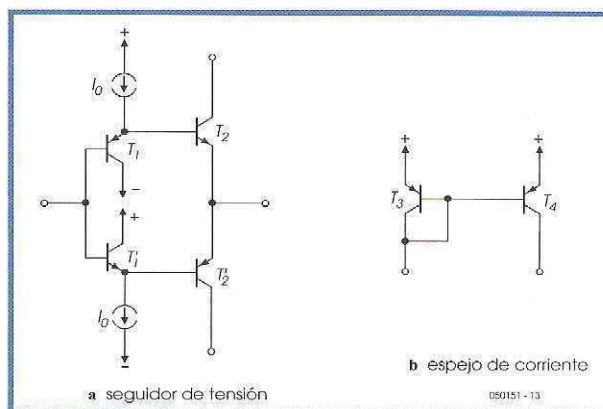 +
I₀
T₁
T₂
−
+
T₁'
T₂'
I₀
−
a seguidor de tensión
+
+
T₃
T₄
b espejo de corriente
050151 - 13